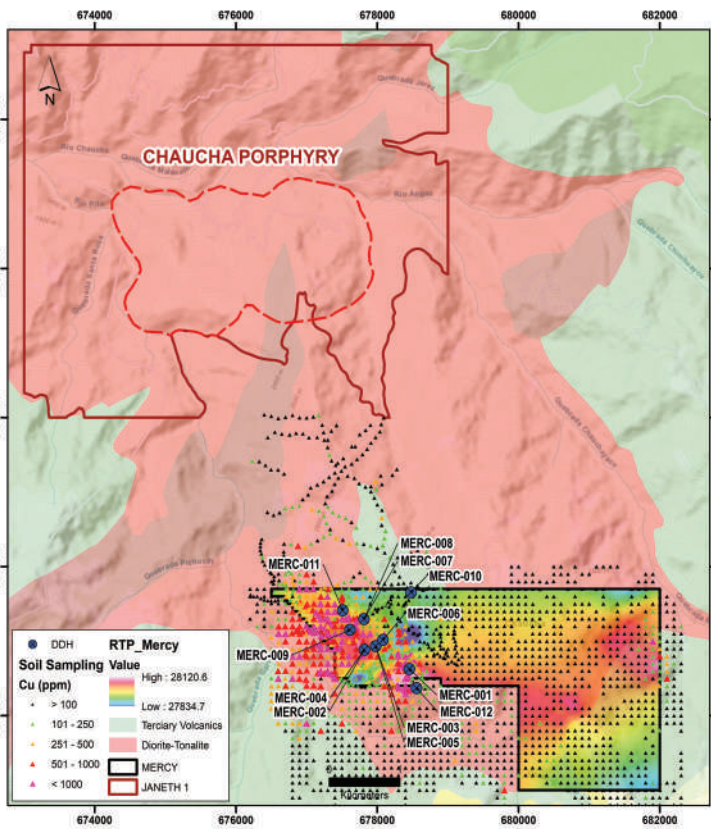 674000 676000 678000 680000 682000
N
CHAUCHA PORPHYRY
Rio Chaucha
MERC-008
MERC-007
MERC-011
MERC-010
MERC-006
MERC-009
MERC-004
MERC-002
MERC-001
MERC-012
MERC-003
MERC-005
DDH
Soil Sampling
Cu (ppm)
> 100
101 - 250
251 - 500
501 - 1000
< 1000
RTP_Mercy
Value
High : 28120.6
Low : 27834.7
Terciary Volcanics
Diorite-Tonalite
MERCY
JANETH 1
Kilometers
674000 676000 678000 680000 682000